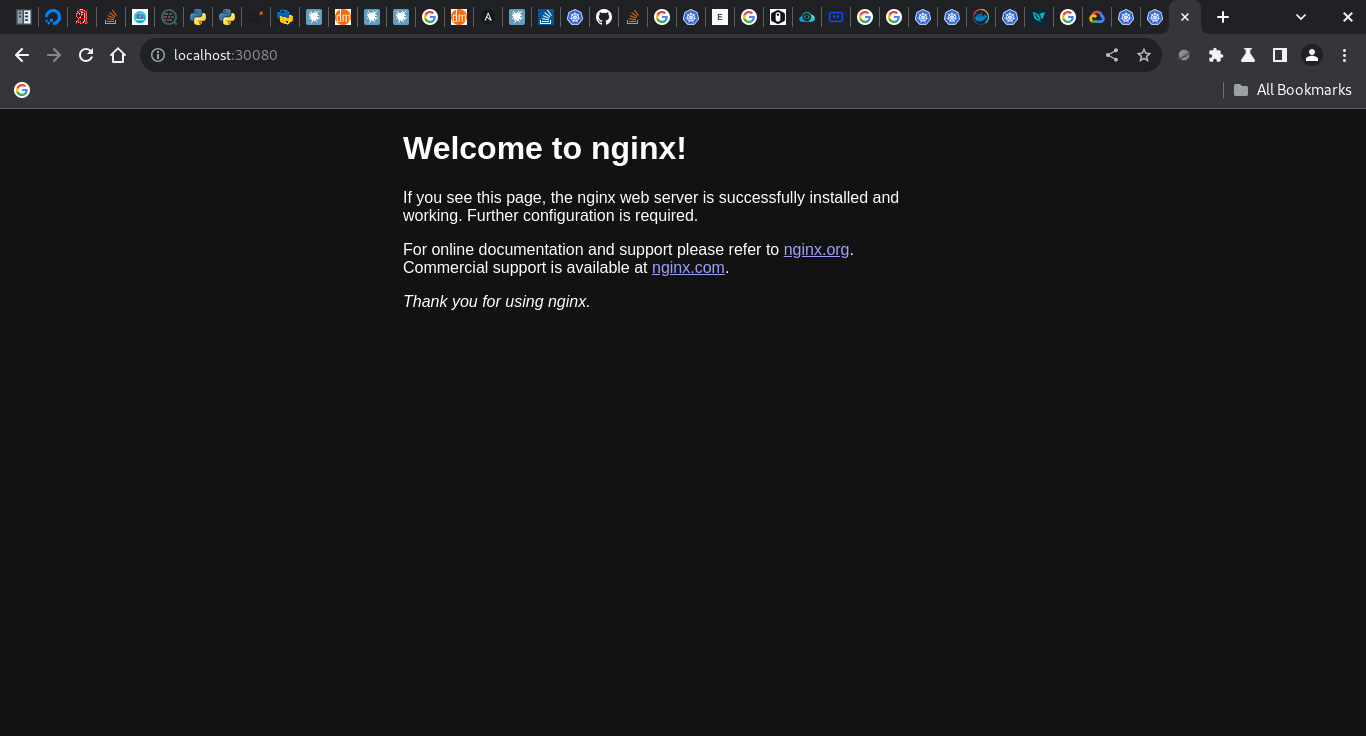 localhost:30080
All Bookmarks
Welcome to nginx!
If you see this page, the nginx web server is successfully installed and
working. Further configuration is required.
For online documentation and support please refer to nginx.org.
Commercial support is available at nginx.com.
Thank you for using nginx.